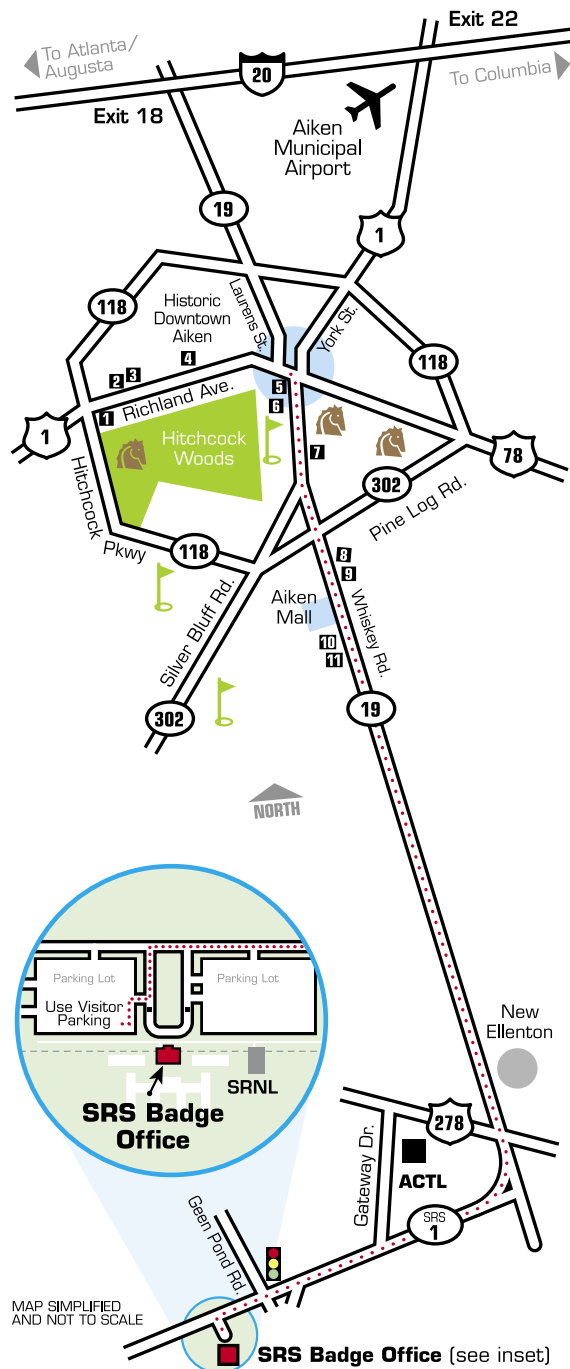 Exit 22
To Atlanta/
Augusta
20
To Columbia
Exit 18
Aiken
Municipal
Airport
19
1
118
Historic
Downtown
Aiken
Laurens St.
York St.
118
2 3
4
5
6
1
Richland Ave.
1
Hitchcock
Woods
7
78
302
Pine Log Rd.
Hitchcock Pkwy
118
8
9
Silver Bluff Rd.
Aiken
Mall
Whiskey Rd.
10
11
302
19
NORTH
Parking Lot
Parking Lot
Use Visitor
Parking
SRNL
SRS Badge
Office
New
Ellenton
278
Gateway Dr.
ACTL
SRS
1
Geen Pond Rd.
MAP SIMPLIFIED
AND NOT TO SCALE
SRS Badge Office (see inset)